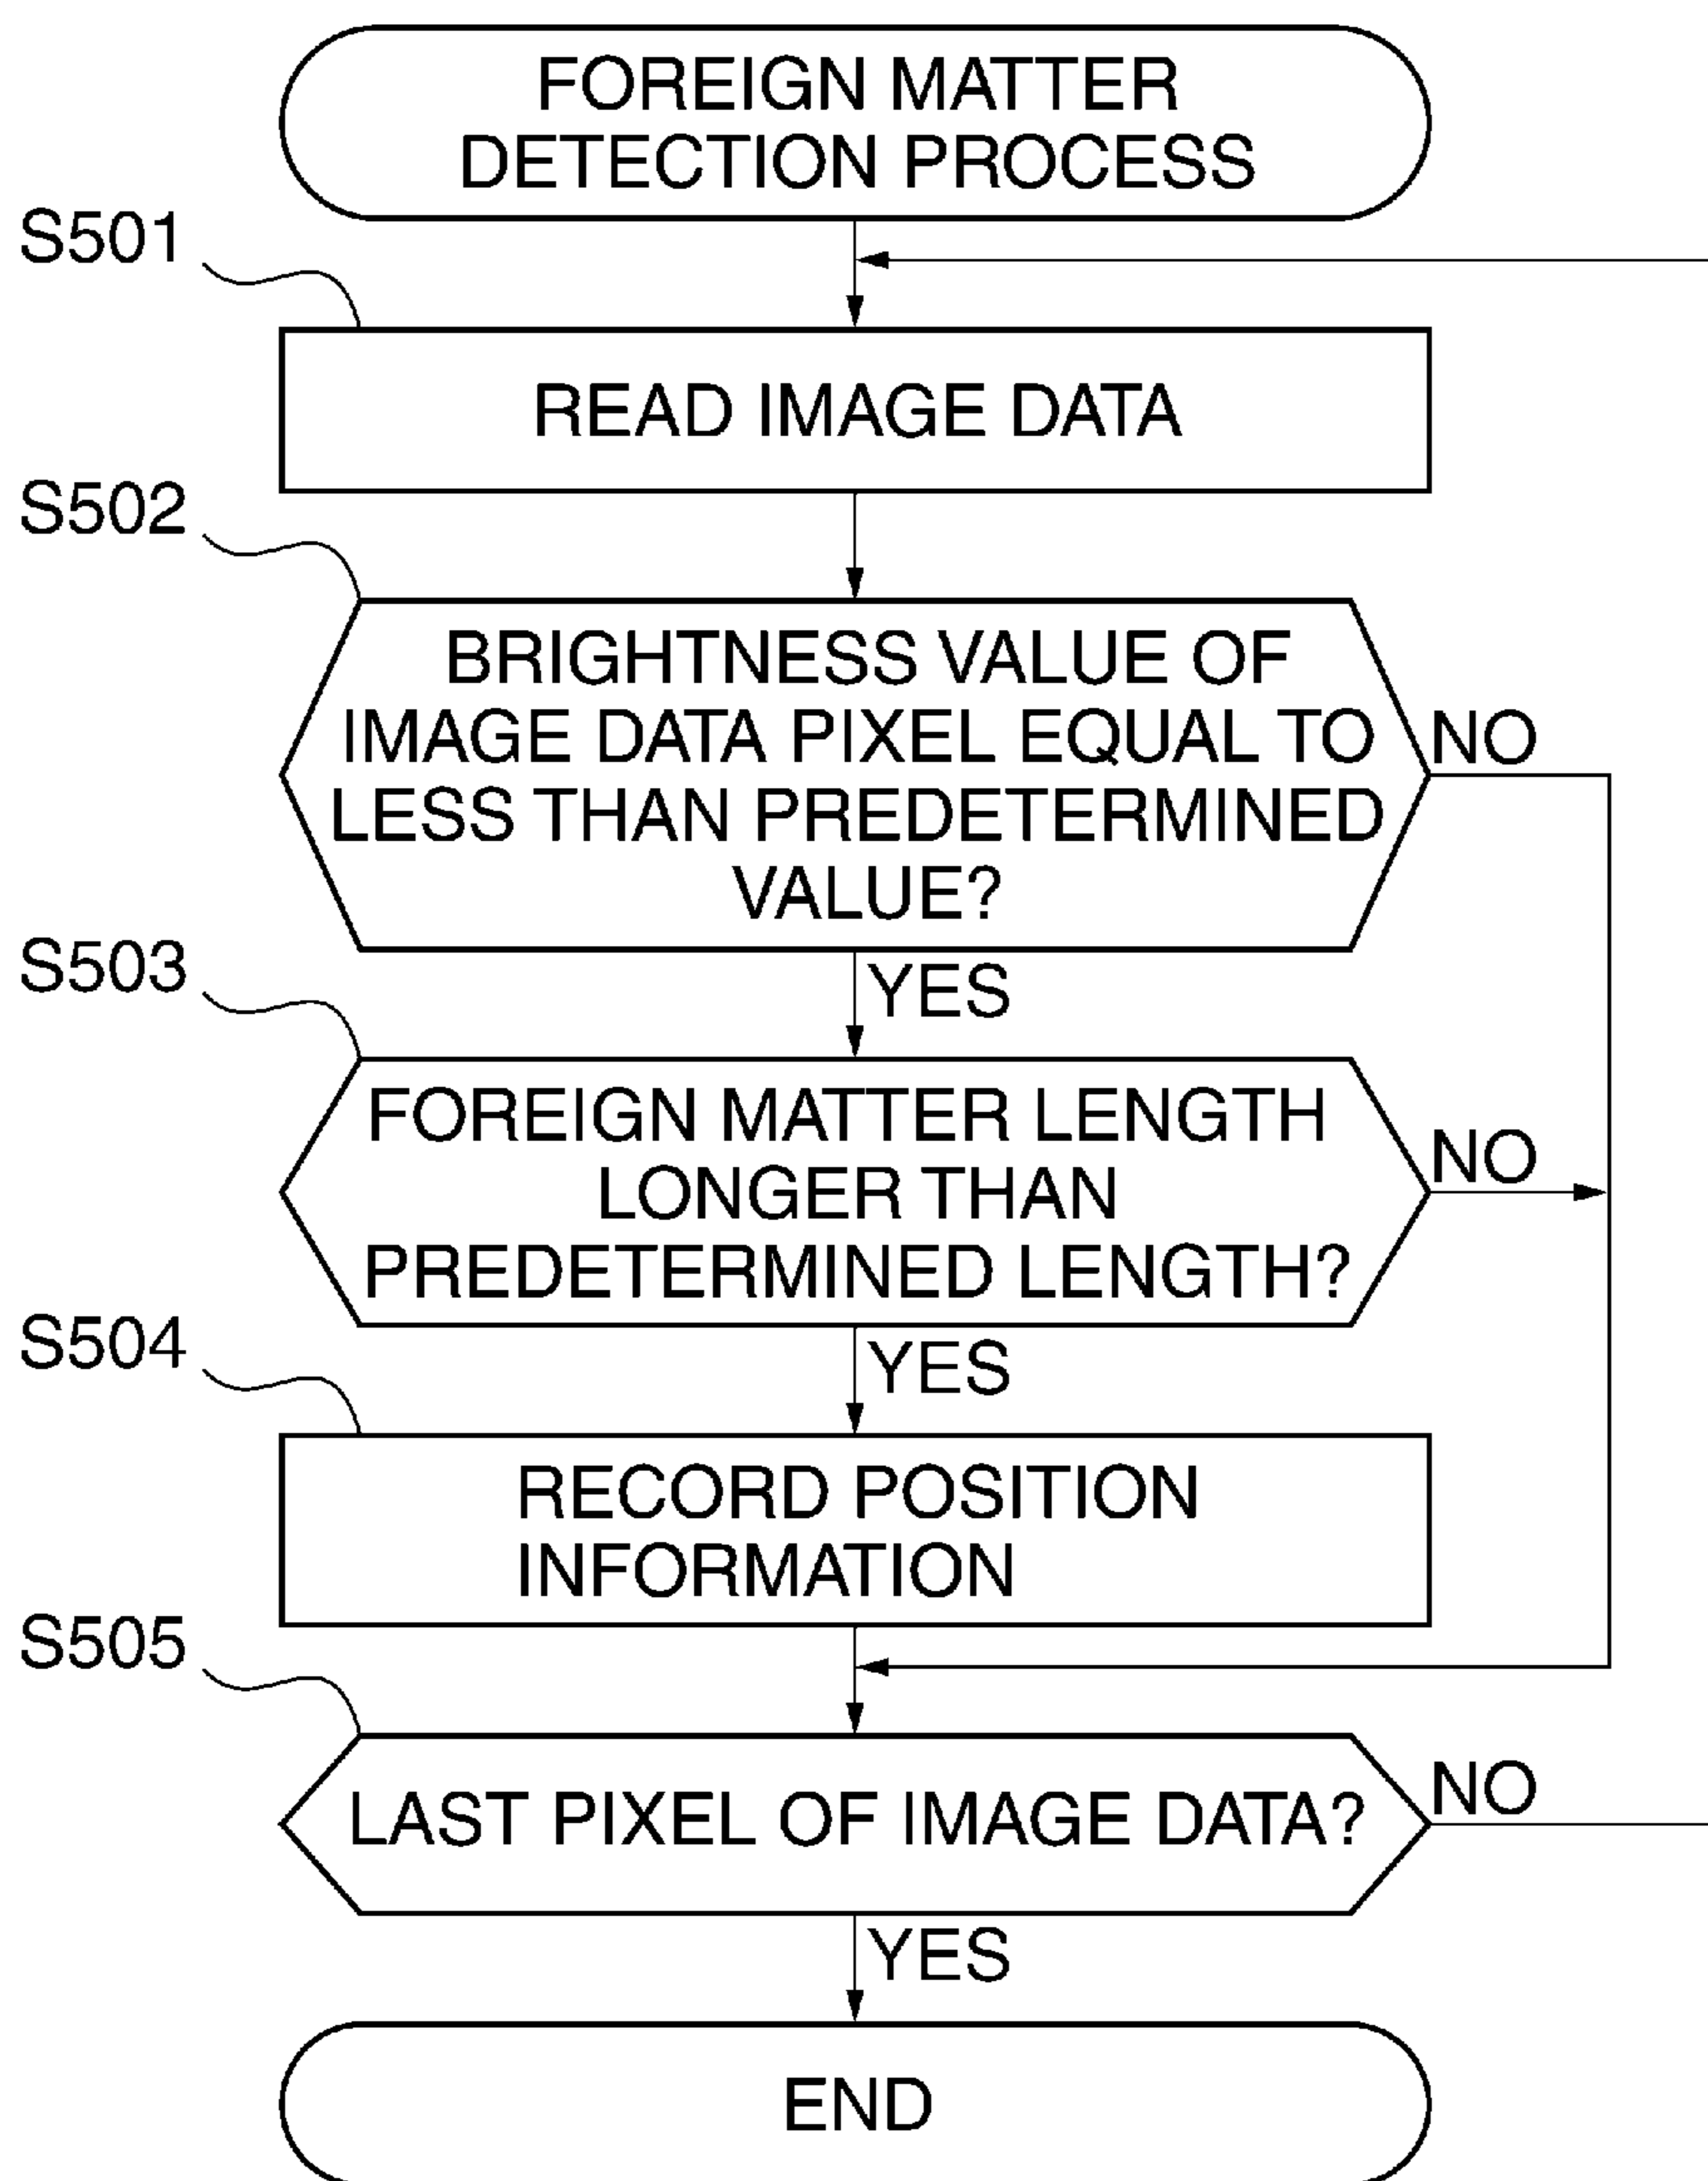 FOREIGN MATTER
DETECTION PROCESS
S501
READ IMAGE DATA
S502
BRIGHTNESS VALUE OF
IMAGE DATA PIXEL EQUAL TO
LESS THAN PREDETERMINED
VALUE?
NO
YES
S503
FOREIGN MATTER LENGTH
LONGER THAN
PREDETERMINED LENGTH?
NO
YES
S504
RECORD POSITION
INFORMATION
S505
LAST PIXEL OF IMAGE DATA?
NO
YES
END